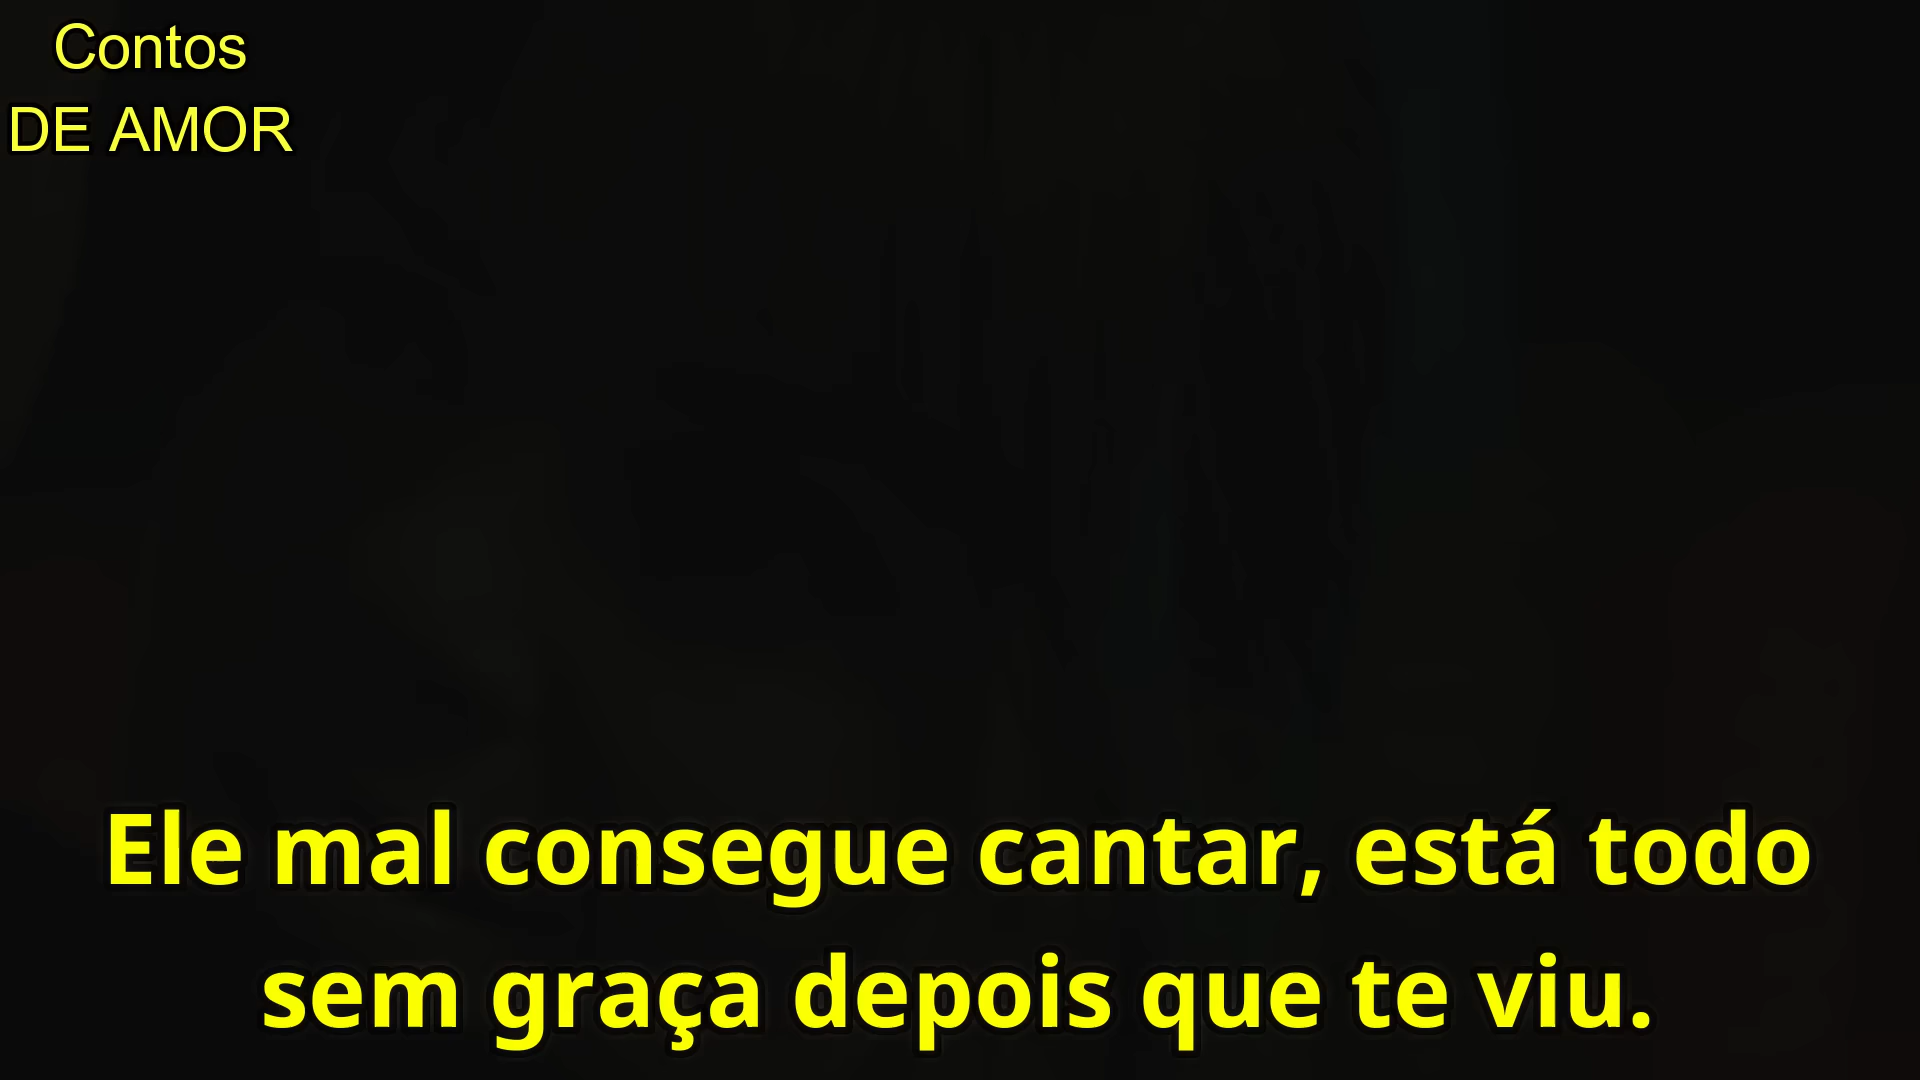 Contos
DE AMOR
Ele mal consegue cantar, está todo
sem graça depois que te viu.